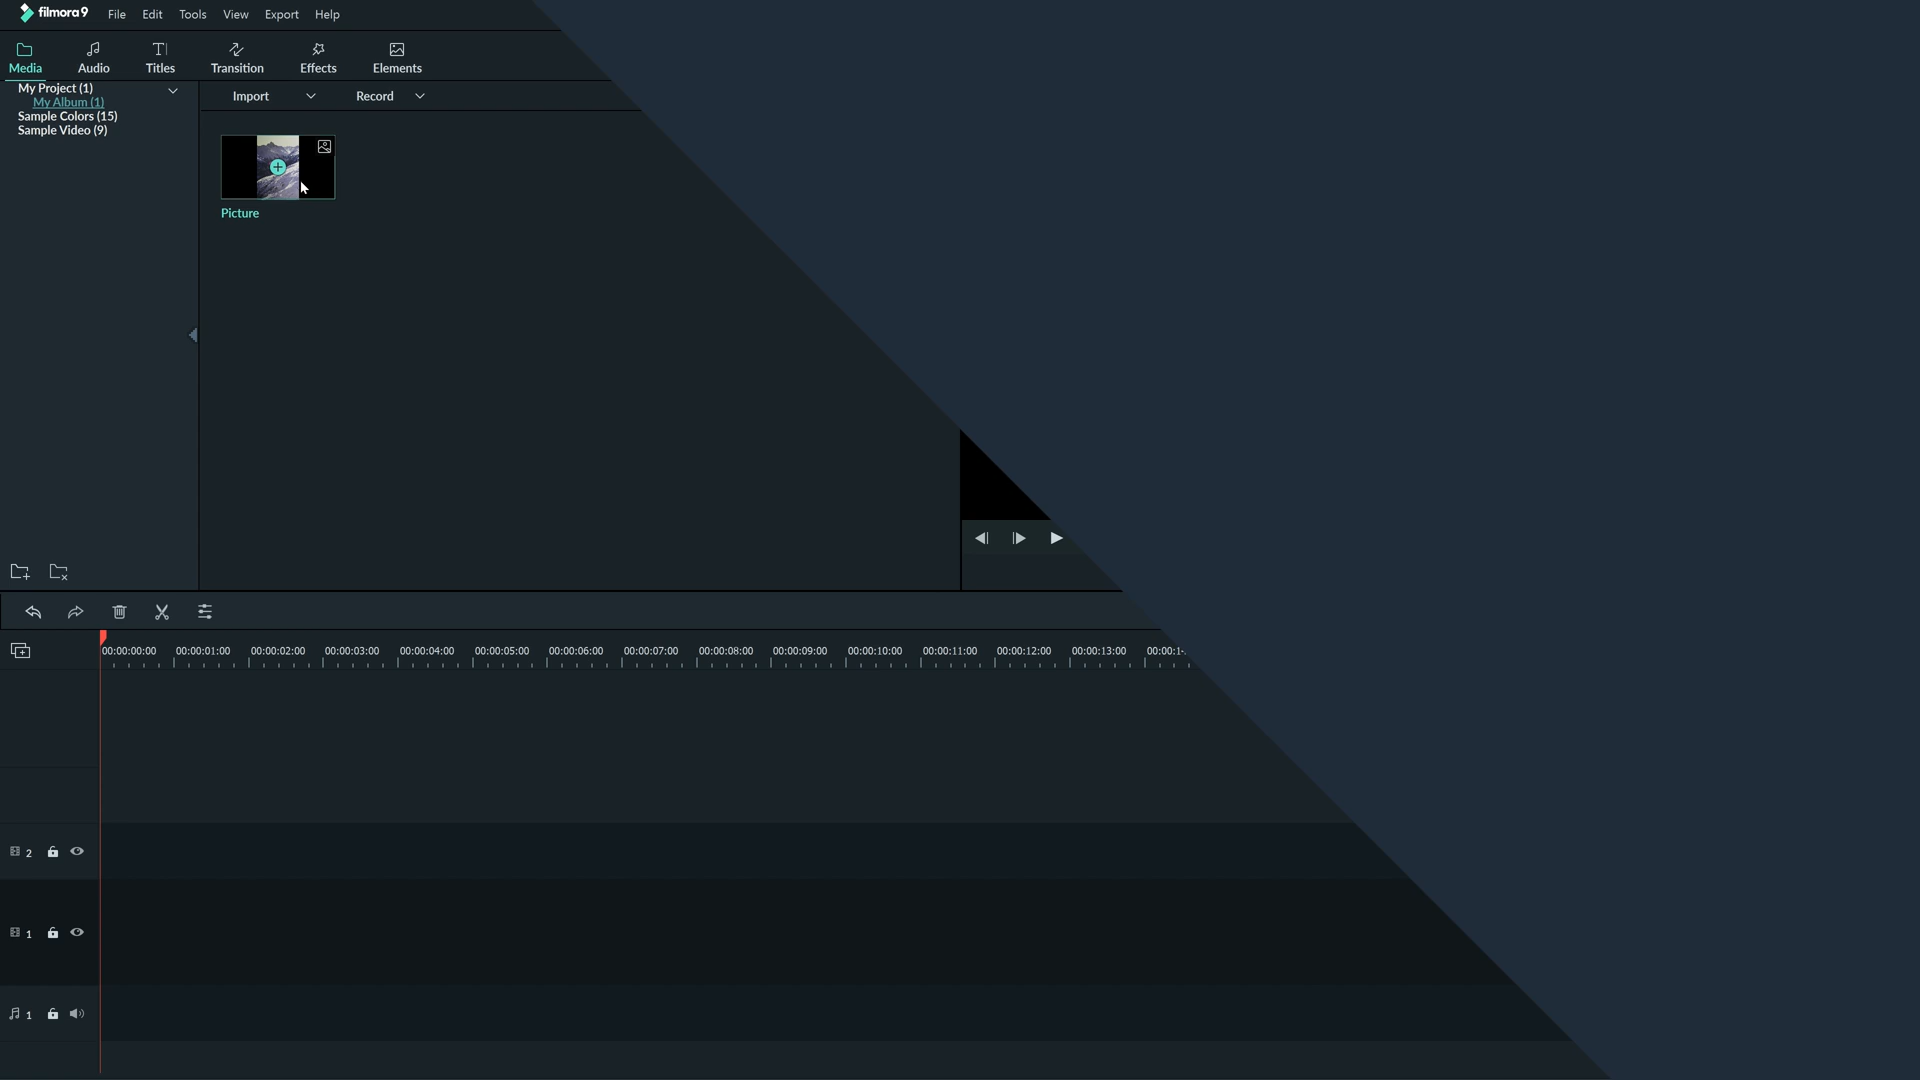 filmora9 File Edit Tools View Export Help
Media Audio Titles Transition Effects Elements
My Project (1)
My Album (1)
Sample Colors (15)
Sample Video (9)
Import Record
Picture
00:00:00:00 00:00:01:00 00:00:02:00 00:00:03:00 00:00:04:00 00:00:05:00 00:00:06:00 00:00:07:00 00:00:08:00 00:00:09:00 00:00:10:00 00:00:11:00 00:00:12:00 00:00:13:00
2
1
1